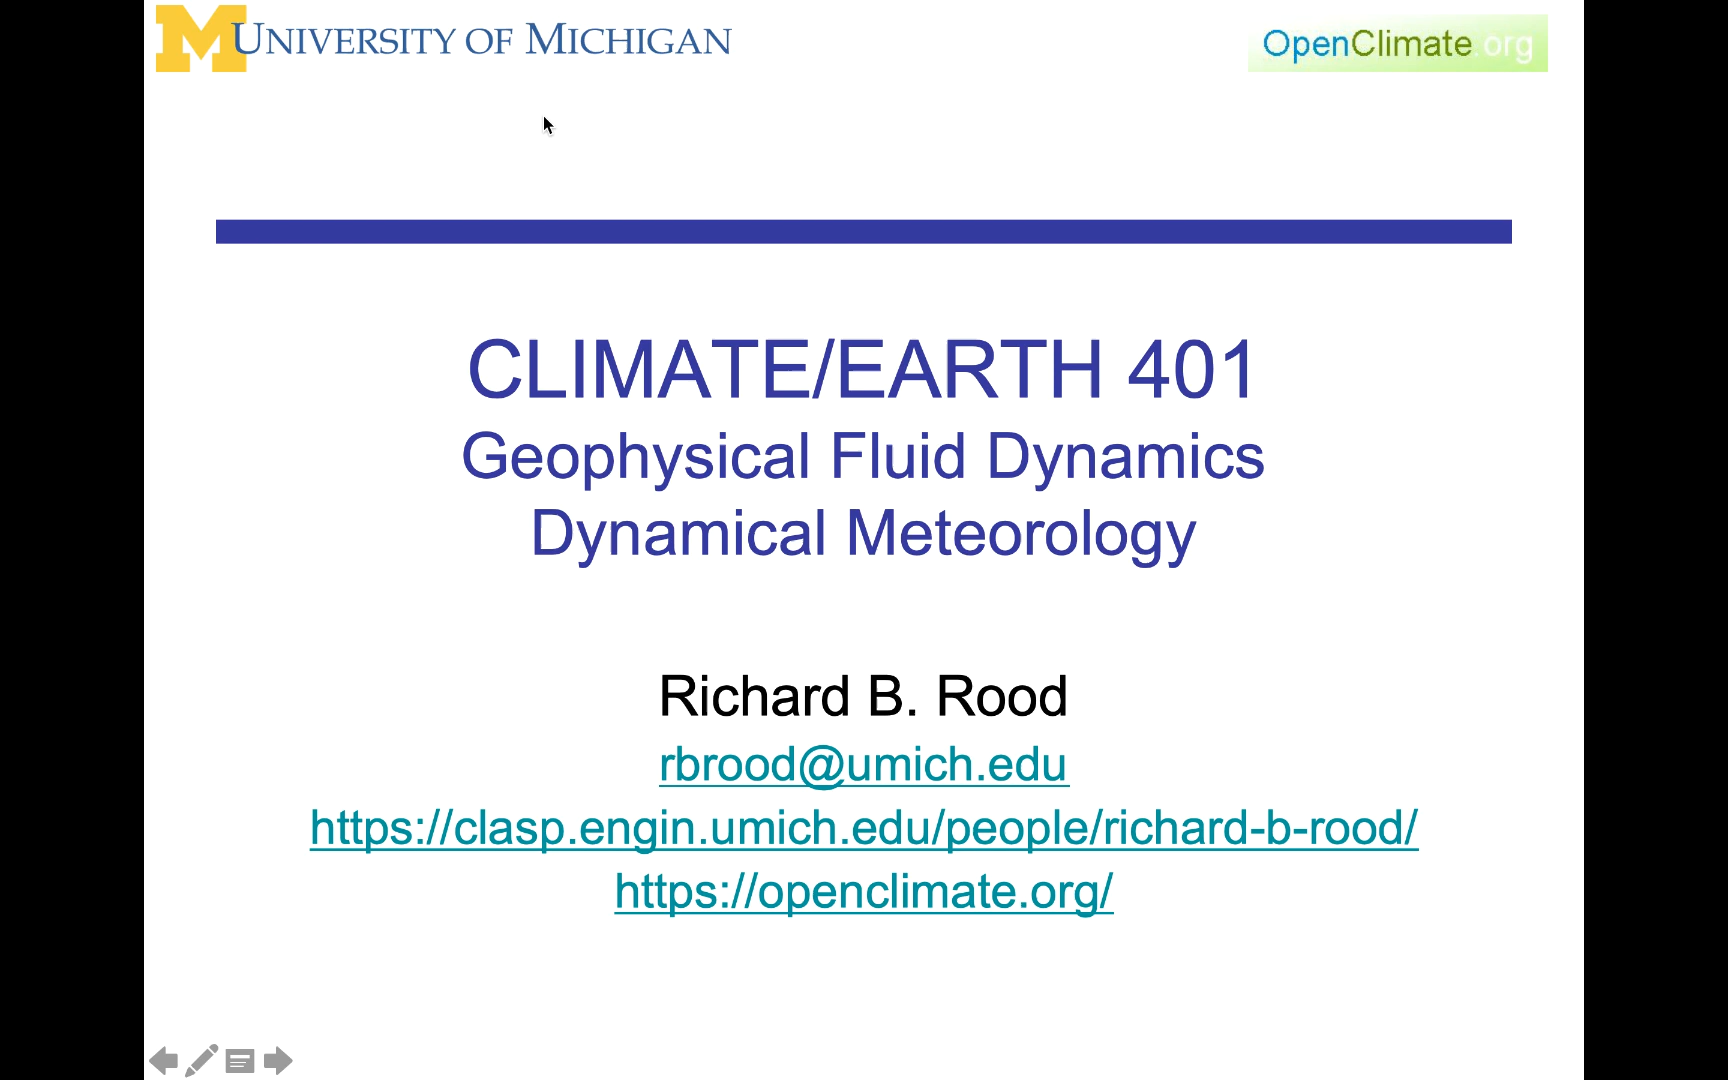 M UNIVERSITY OF MICHIGAN
OpenClimate.org
CLIMATE/EARTH 401
Geophysical Fluid Dynamics
Dynamical Meteorology
Richard B. Rood
rbrood@umich.edu
https://clasp.engin.umich.edu/people/richard-b-rood/
https://openclimate.org/